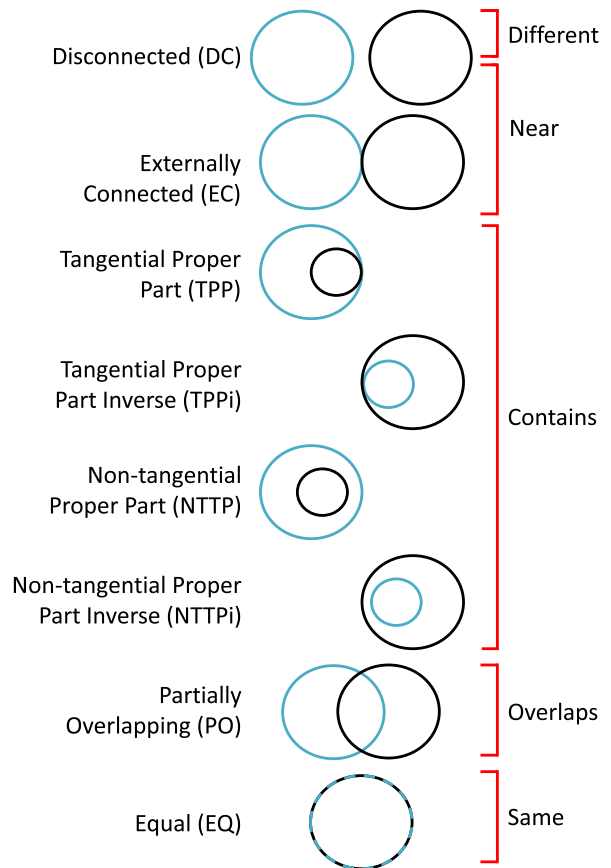 Different
Disconnected (DC)
Near
Externally
Connected (EC)
Tangential Proper
Part (TPP)
Tangential Proper
Part Inverse (TPPi)
Contains
Non-tangential
Proper Part (NTTP)
Non-tangential Proper
Part Inverse (NTTPi)
Partially
Overlapping (PO)
Overlaps
Equal (EQ)
Same